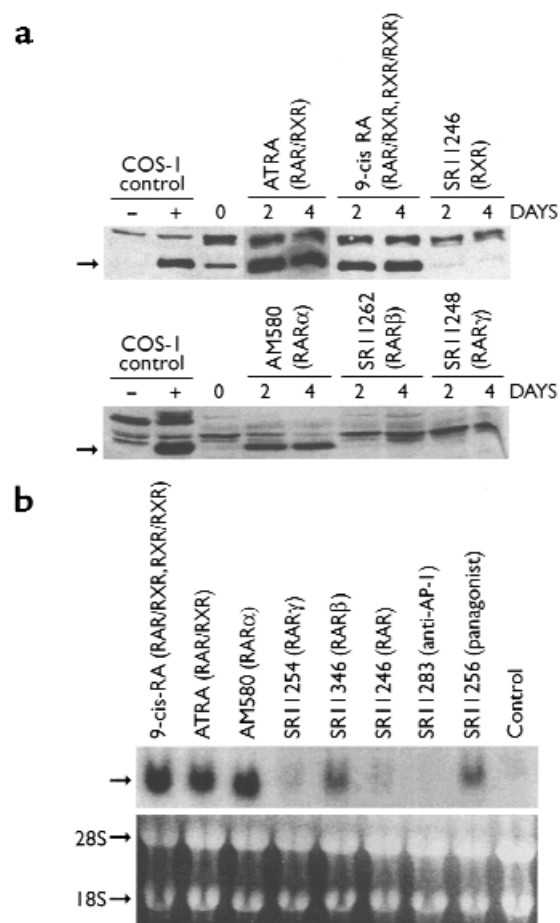 a
COS-1
control
ATRA
(RAR/RXR)
9-cis RA
(RAR/RXR,RXR/RXR)
SR11246
(RXR)
– + 0 2 4 2 4 2 4 DAYS
COS-1
control
AM580
(RARα)
SR11262
(RARβ)
SR11248
(RARγ)
– + 0 2 4 2 4 2 4 DAYS
b
9-cis-RA (RAR/RXR,RXR/RXR)
ATRA (RAR/RXR)
AM580 (RARα)
SR11254 (RARγ)
SR11346 (RARβ)
SR11246 (RAR)
SR11283 (anti-AP-1)
SR11256 (panagonist)
Control
28S
18S